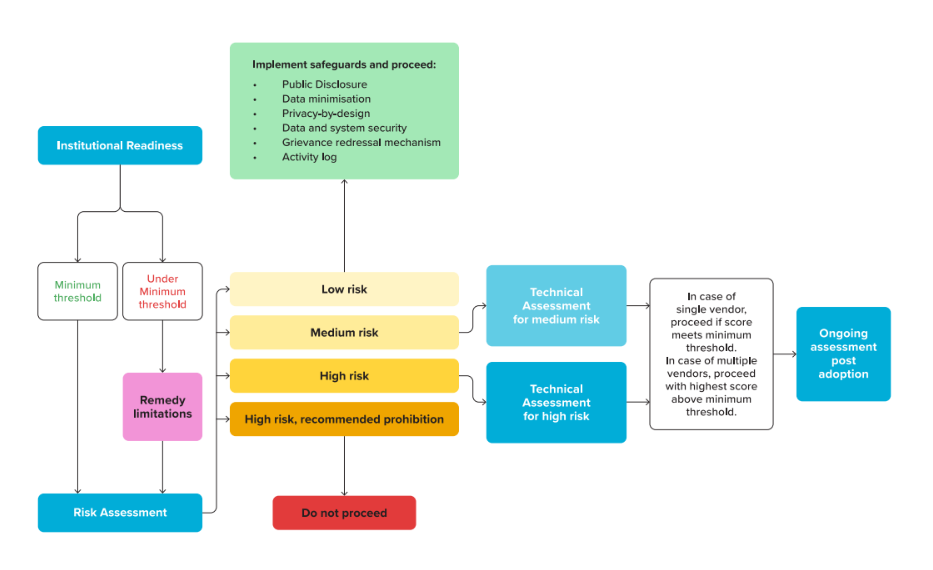 Implement safeguards and proceed:
• Public Disclosure
• Data minimisation
• Privacy-by-design
• Data and system security
• Grievance redressal mechanism
• Activity log
Institutional Readiness
Minimum
threshold
Under
Minimum
threshold
Remedy
limitations
Risk Assessment
Low risk
Medium risk
High risk
High risk, recommended prohibition
Do not proceed
Technical
Assessment
for medium risk
Technical
Assessment
for high risk
In case of
single vendor,
proceed if score
meets minimum
threshold.
In case of multiple
vendors, proceed
with highest score
above minimum
threshold.
Ongoing
assessment
post
adoption